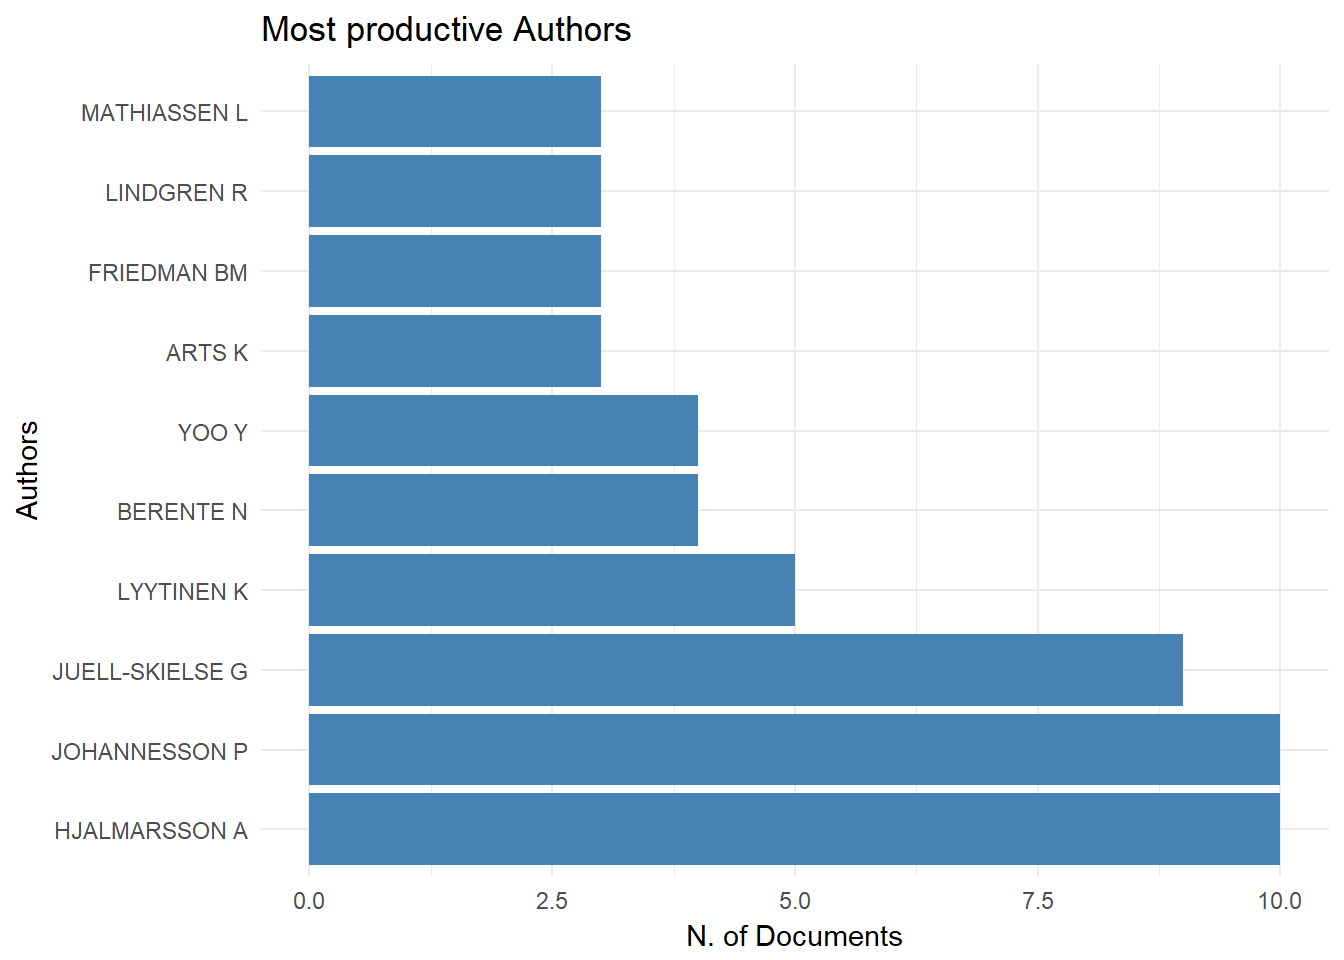 Most productive Authors
MATHIASSEN L
LINDGREN R
FRIEDMAN BM
ARTS K
YOO Y
BERENTE N
LYYTINEN K
JUELL-SKIELSE G
JOHANNESSON P
HJALMARSSON A
Authors
0.0 2.5 5.0 7.5 10.0
N. of Documents